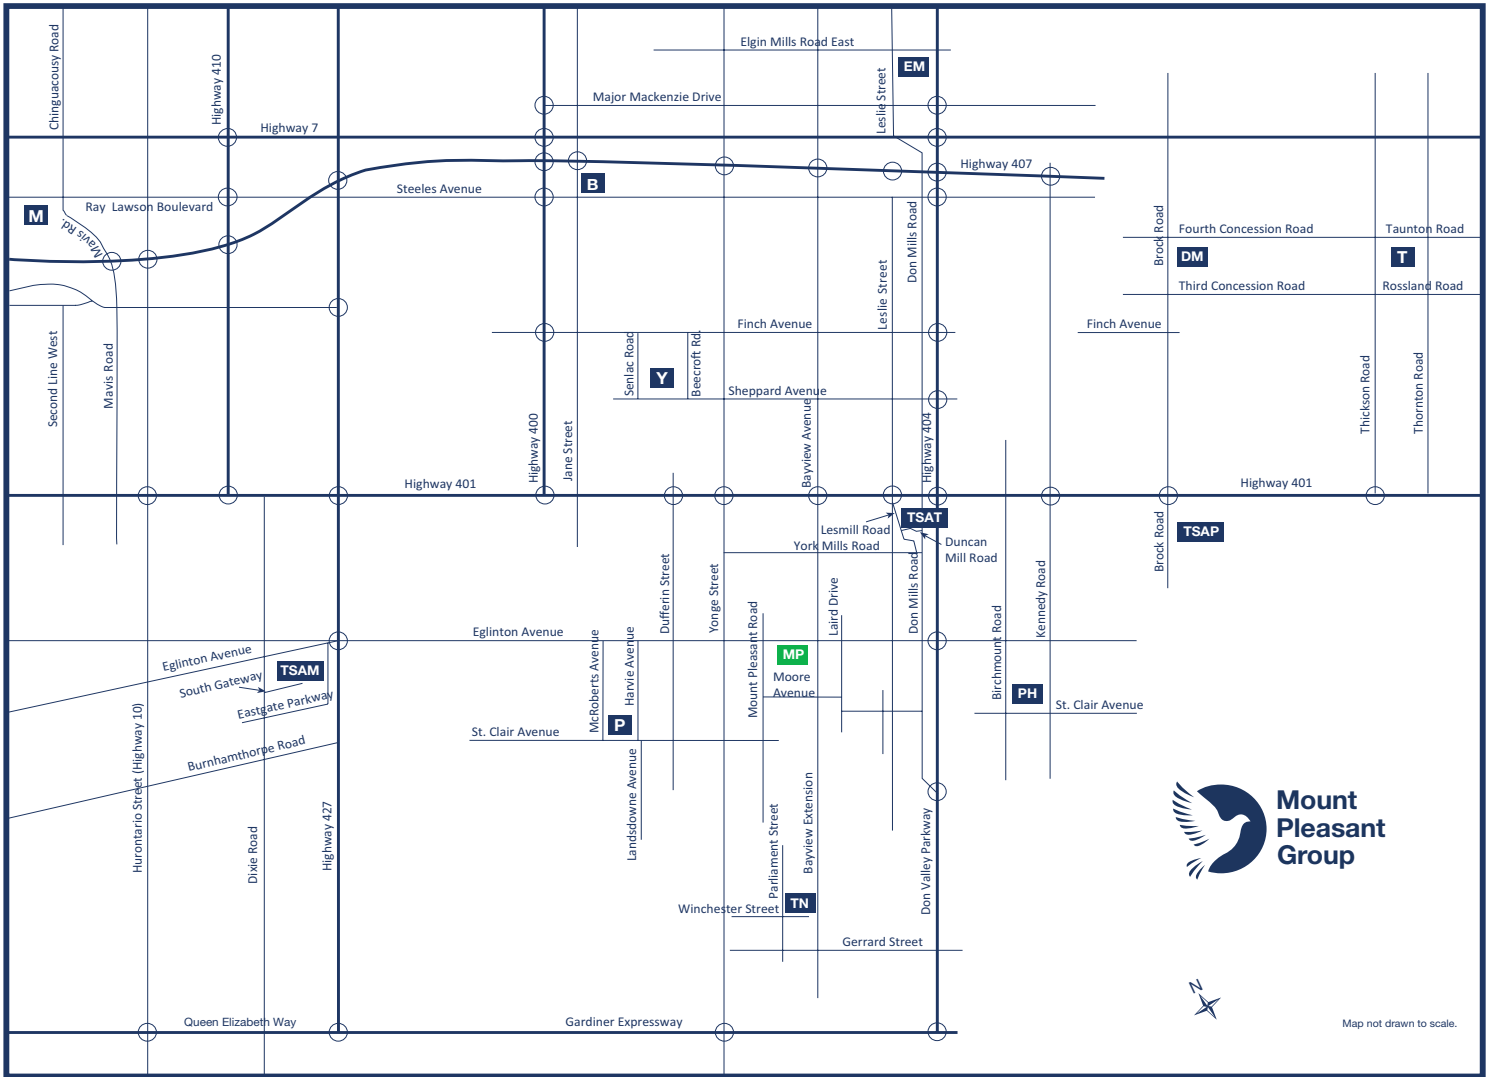 Chinguacousy Road
Highway 410
Elgin Mills Road East
EM
Leslie Street
Major Mackenzie Drive
Highway 7
Highway 407
Steeles Avenue
B
M
Ray Lawson Boulevard
Mavis Rd.
Don Mills Road
Brock Road
Fourth Concession Road
Taunton Road
DM
T
Third Concession Road
Rossland Road
Leslie Street
Finch Avenue
Finch Avenue
Second Line West
Mavis Road
Senlac Road
Y
Beecroft Rd.
Sheppard Avenue
Thickson Road
Thornton Road
Highway 400
Jane Street
Bayview Avenue
Highway 404
Highway 401
Highway 401
TSAT
Lesmill Road
York Mills Road
Duncan
Mill Road
Brock Road
TSAP
Dufferin Street
Yonge Street
Laird Drive
Don Mills Road
Kennedy Road
Eglinton Avenue
Mount Pleasant Road
McRoberts Avenue
Harvie Avenue
MP
Moore
Avenue
Birchmount Road
PH
St. Clair Avenue
Eglinton Avenue
TSAM
South Gateway
Eastgate Parkway
P
St. Clair Avenue
Burnhamthorpe Road
Hurontario Street (Highway 10)
Dixie Road
Highway 427
Landsdowne Avenue
Parliament Street
Bayview Extension
Don Valley Parkway
Mount
Pleasant
Group
TN
Winchester Street
Gerrard Street
N
Queen Elizabeth Way
Gardiner Expressway
Map not drawn to scale.